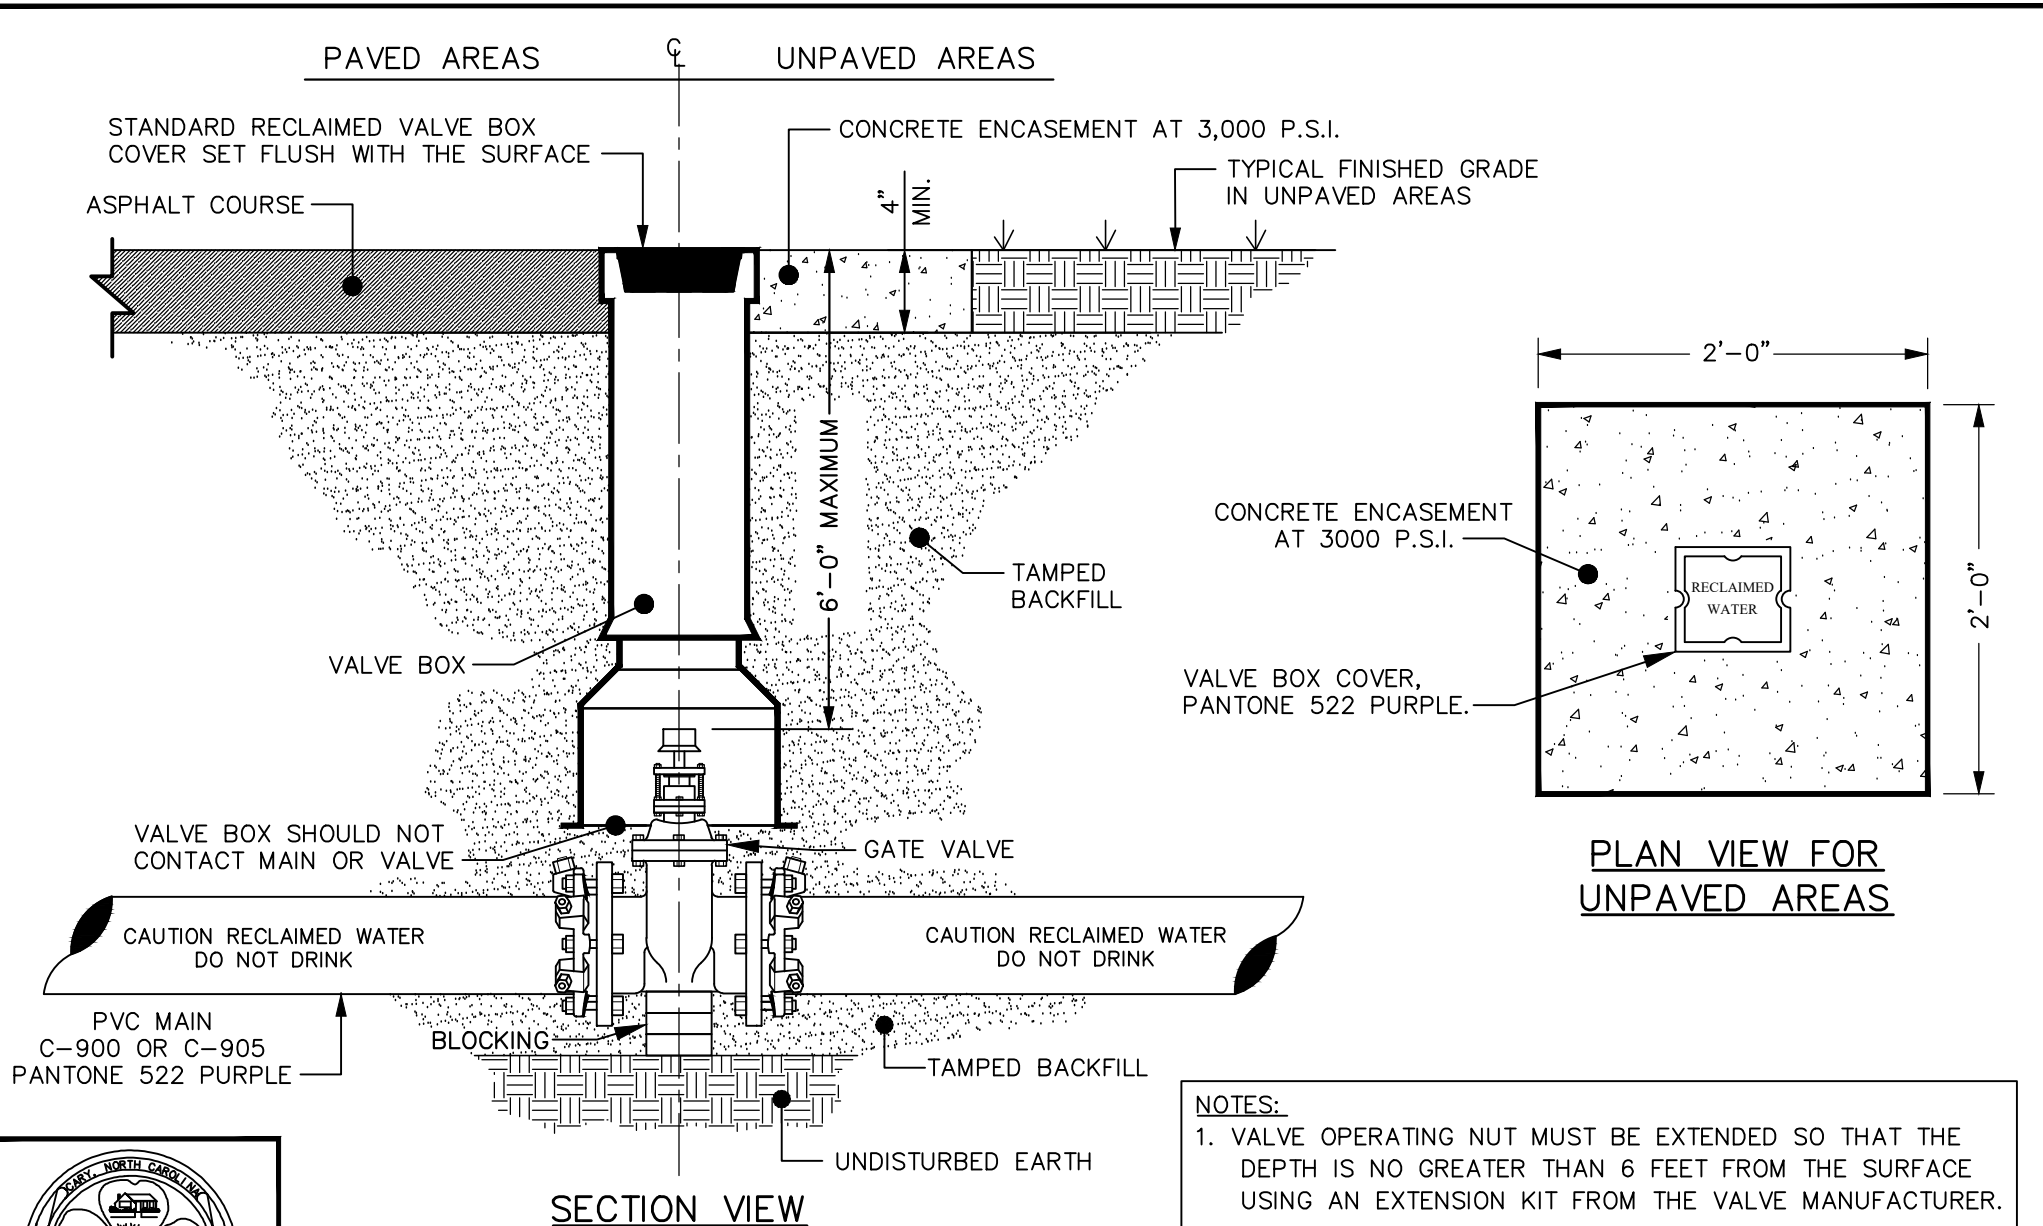 PAVED AREAS
℄
UNPAVED AREAS
STANDARD RECLAIMED VALVE BOX
COVER SET FLUSH WITH THE SURFACE
CONCRETE ENCASEMENT AT 3,000 P.S.I.
ASPHALT COURSE
4"
MIN.
TYPICAL FINISHED GRADE
IN UNPAVED AREAS
6'-0" MAXIMUM
TAMPED
BACKFILL
VALVE BOX
VALVE BOX SHOULD NOT
CONTACT MAIN OR VALVE
GATE VALVE
CAUTION RECLAIMED WATER
DO NOT DRINK
CAUTION RECLAIMED WATER
DO NOT DRINK
PVC MAIN
C-900 OR C-905
PANTONE 522 PURPLE
BLOCKING
TAMPED BACKFILL
UNDISTURBED EARTH
SECTION VIEW
2'-0"
2'-0"
CONCRETE ENCASEMENT
AT 3000 P.S.I.
RECLAIMED
WATER
VALVE BOX COVER,
PANTONE 522 PURPLE.
PLAN VIEW FOR
UNPAVED AREAS
NOTES:
1. VALVE OPERATING NUT MUST BE EXTENDED SO THAT THE
DEPTH IS NO GREATER THAN 6 FEET FROM THE SURFACE
USING AN EXTENSION KIT FROM THE VALVE MANUFACTURER.
CARY, NORTH CAROLINA